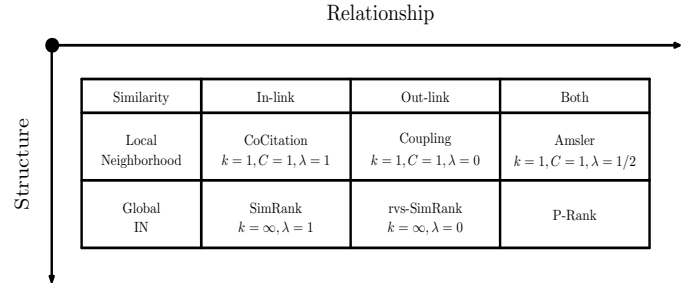 Relationship
Structure
Similarity In-link Out-link Both
Local Neighborhood CoCitation k = 1, C = 1, λ = 1 Coupling k = 1, C = 1, λ = 0 Amsler k = 1, C = 1, λ = 1/2
Global IN SimRank k = ∞, λ = 1 rvs-SimRank k = ∞, λ = 0 P-Rank